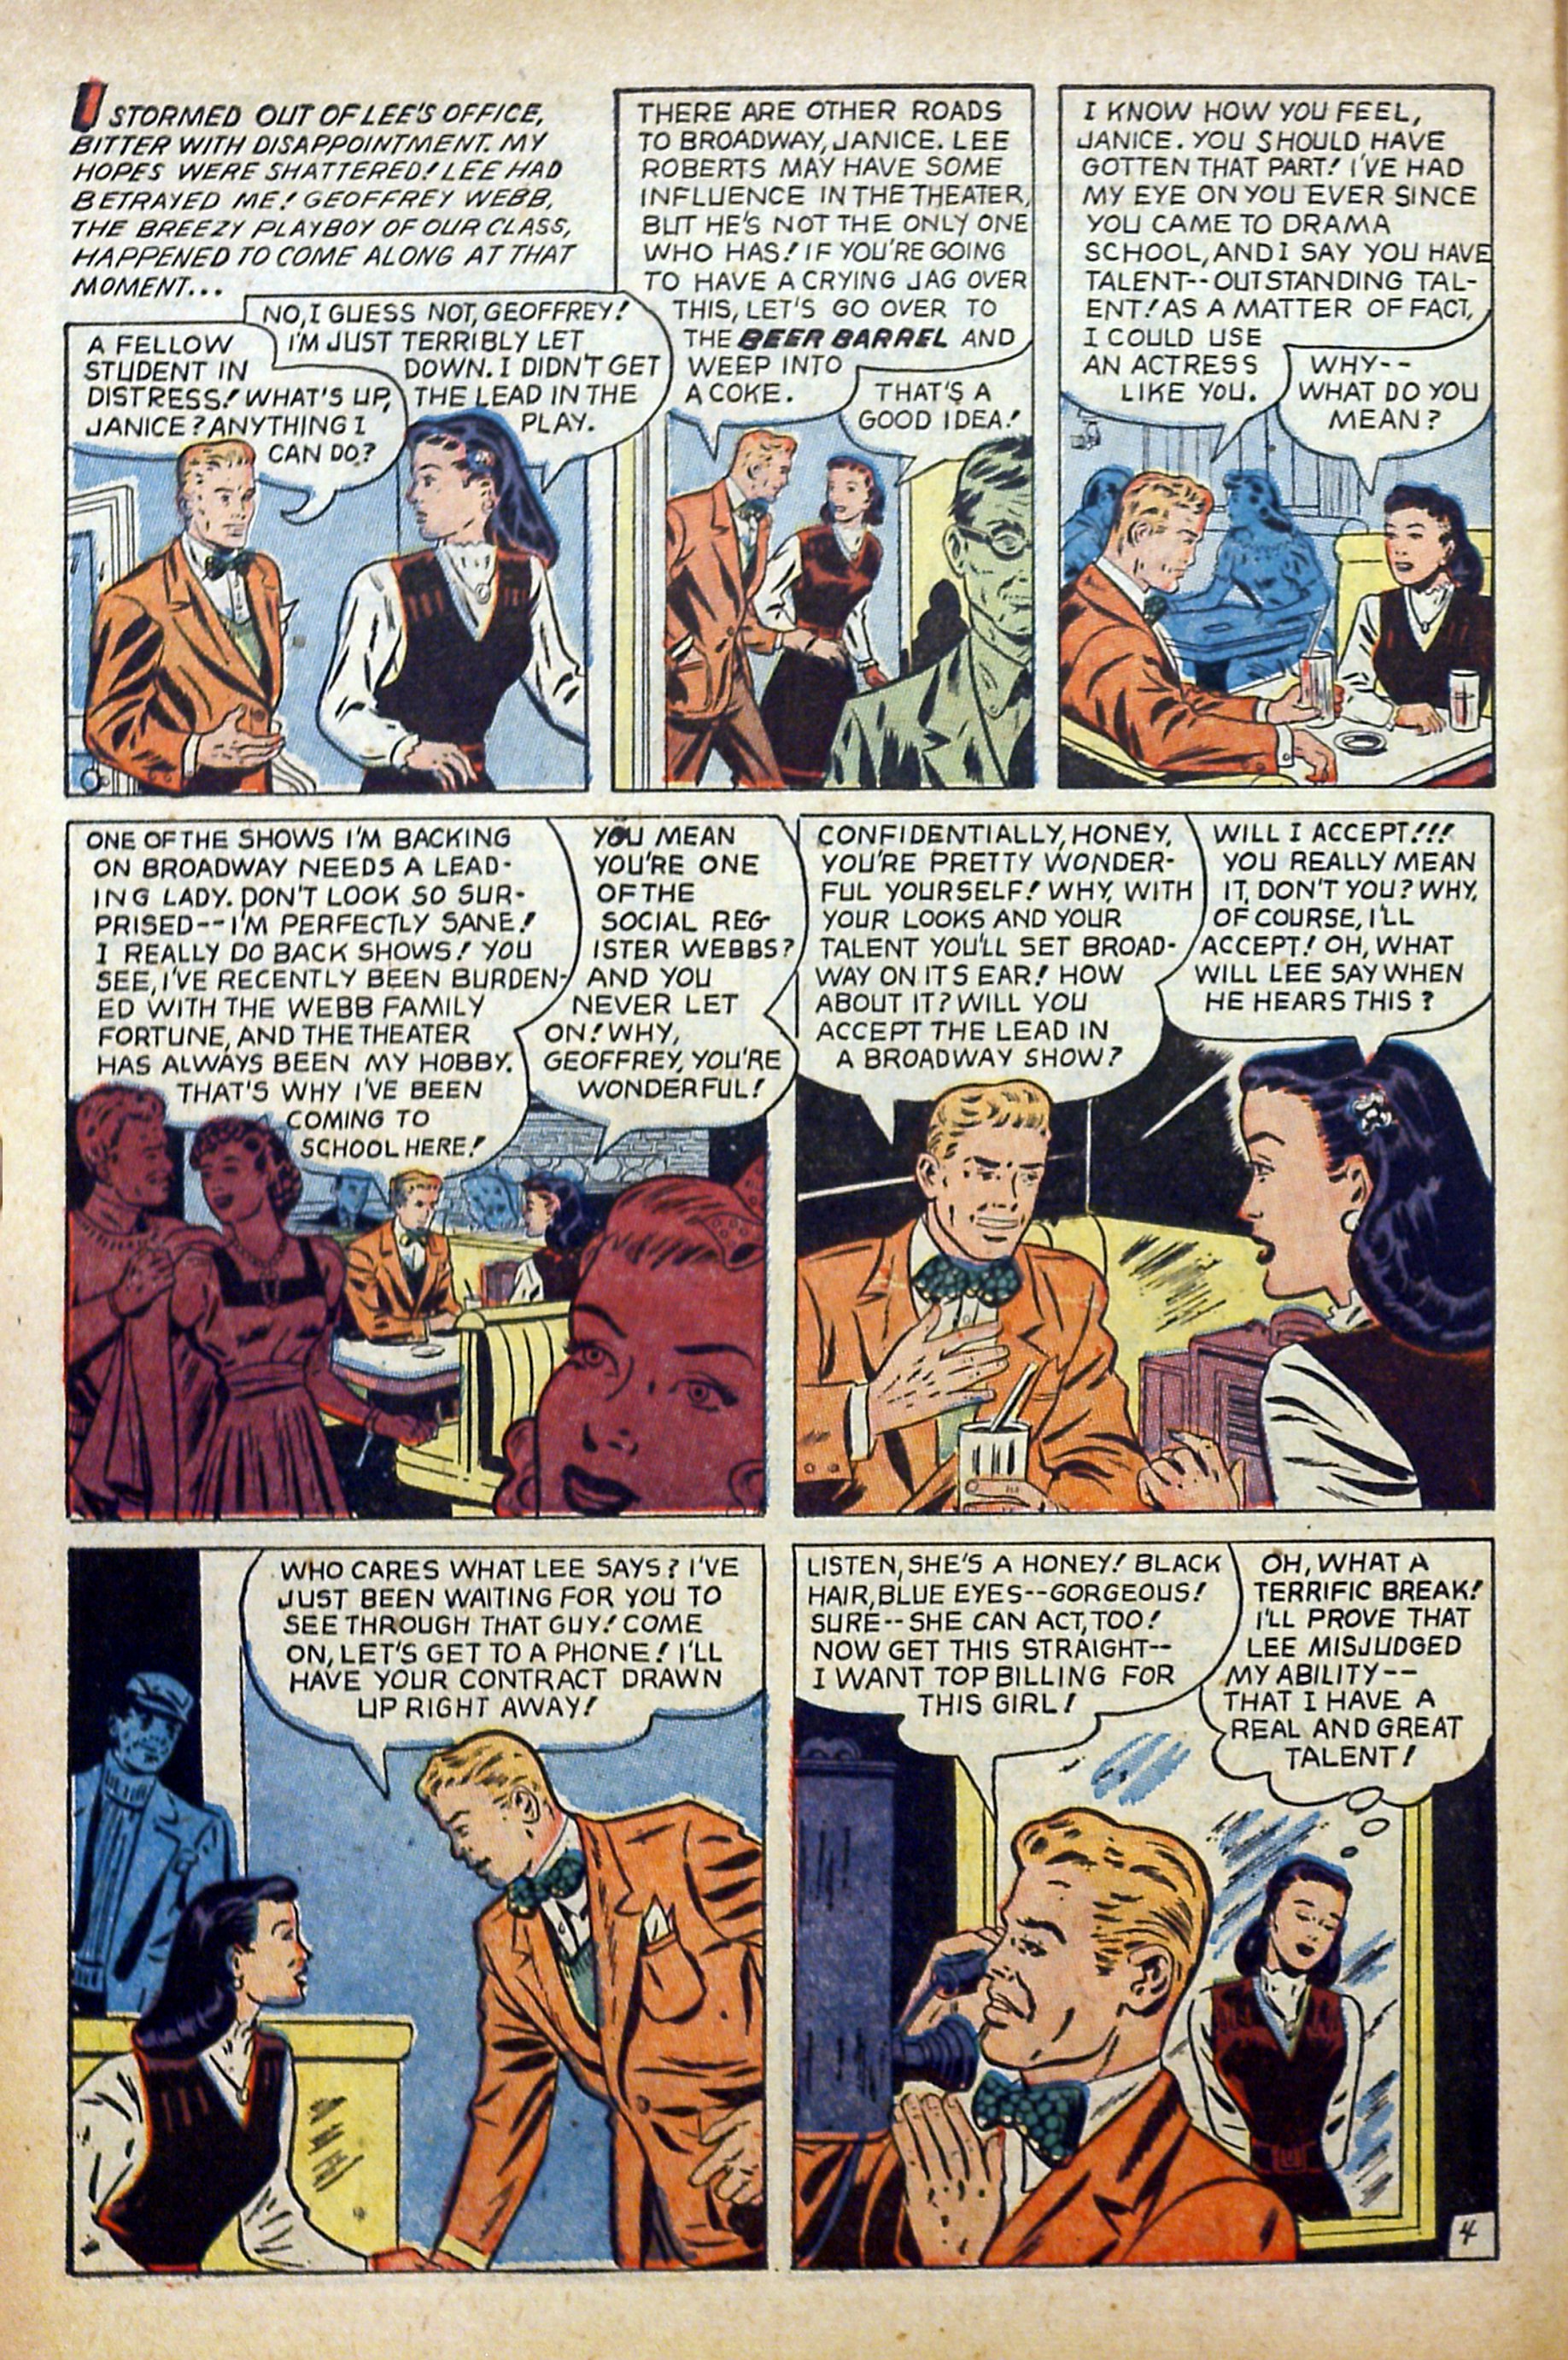 I STORMED OUT OF LEE'S OFFICE,
BITTER WITH DISAPPOINTMENT. MY
HOPES WERE SHATTERED! LEE HAD
BETRAYED ME! GEOFFREY WEBB,
THE BREEZY PLAYBOY OF OUR CLASS,
HAPPENED TO COME ALONG AT THAT
MOMENT...
A FELLOW
STUDENT IN
DISTRESS! WHAT'S UP,
JANICE? ANYTHING I
CAN DO?
NO, I GUESS NOT, GEOFFREY!
I'M JUST TERRIBLY LET
DOWN. I DIDN'T GET
THE LEAD IN THE
PLAY.
THERE ARE OTHER ROADS
TO BROADWAY, JANICE. LEE
ROBERTS MAY HAVE SOME
INFLUENCE IN THE THEATER,
BUT HE'S NOT THE ONLY ONE
WHO HAS! IF YOU'RE GOING
TO HAVE A CRYING JAG OVER
THIS, LET'S GO OVER TO
THE BEER BARREL AND
WEEP INTO
A COKE.
THAT'S A
GOOD IDEA!
I KNOW HOW YOU FEEL,
JANICE. YOU SHOULD HAVE
GOTTEN THAT PART! I'VE HAD
MY EYE ON YOU EVER SINCE
YOU CAME TO DRAMA
SCHOOL, AND I SAY YOU HAVE
TALENT--OUTSTANDING TAL-
ENT! AS A MATTER OF FACT,
I COULD USE
AN ACTRESS
LIKE YOU.
WHY--
WHAT DO YOU
MEAN?
ONE OF THE SHOWS I'M BACKING
ON BROADWAY NEEDS A LEAD-
ING LADY. DON'T LOOK SO SUR-
PRISED--I'M PERFECTLY SANE!
I REALLY DO BACK SHOWS! YOU
SEE, I'VE RECENTLY BEEN BURDEN-
ED WITH THE WEBB FAMILY
FORTUNE, AND THE THEATER
HAS ALWAYS BEEN MY HOBBY.
THAT'S WHY I'VE BEEN
COMING TO
SCHOOL HERE!
YOU MEAN
YOU'RE ONE
OF THE
SOCIAL REG-
ISTER WEBBS?
AND YOU
NEVER LET
ON! WHY,
GEOFFREY, YOU'RE
WONDERFUL!
CONFIDENTIALLY, HONEY,
YOU'RE PRETTY WONDER-
FUL YOURSELF! WHY, WITH
YOUR LOOKS AND YOUR
TALENT YOU'LL SET BROAD-
WAY ON ITS EAR! HOW
ABOUT IT? WILL YOU
ACCEPT THE LEAD IN
A BROADWAY SHOW?
WILL I ACCEPT!!!
YOU REALLY MEAN
IT, DON'T YOU? WHY,
OF COURSE, I'LL
ACCEPT! OH, WHAT
WILL LEE SAY WHEN
HE HEARS THIS?
WHO CARES WHAT LEE SAYS? I'VE
JUST BEEN WAITING FOR YOU TO
SEE THROUGH THAT GUY! COME
ON, LET'S GET TO A PHONE! I'LL
HAVE YOUR CONTRACT DRAWN
UP RIGHT AWAY!
LISTEN, SHE'S A HONEY! BLACK
HAIR, BLUE EYES--GORGEOUS!
SURE--SHE CAN ACT, TOO!
NOW GET THIS STRAIGHT--
I WANT TOP BILLING FOR
THIS GIRL!
OH, WHAT A
TERRIFIC BREAK!
I'LL PROVE THAT
LEE MISJUDGED
MY ABILITY--
THAT I HAVE A
REAL AND GREAT
TALENT!
4